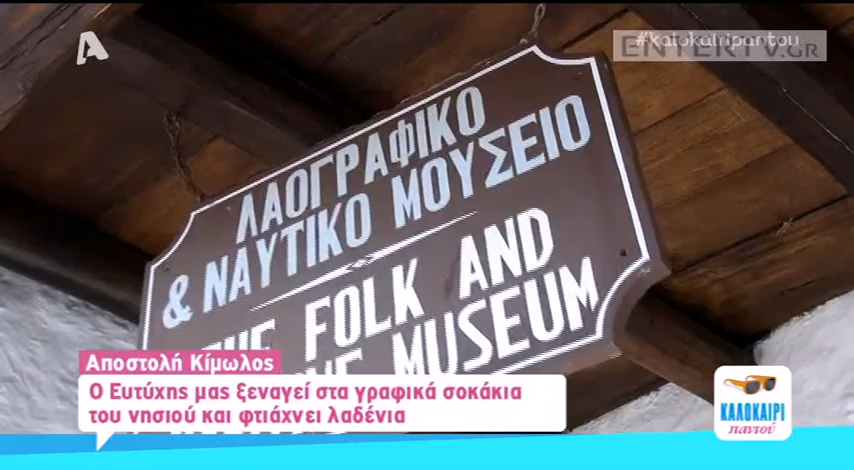 #kalokairipantou
ENTERTV.GR
ΛΑΟΓΡΑΦΙΚΟ
& ΝΑΥΤΙΚΟ ΜΟΥΣΕΙΟ
THE FOLK AND
MUSEUM
Αποστολή Κίμωλος
Ο Ευτύχης μας ξεναγεί στα γραφικά σοκάκια
του νησιού και φτιάχνει λαδένια
ΚΑΛΟΚΑΙΡΙ
παντού